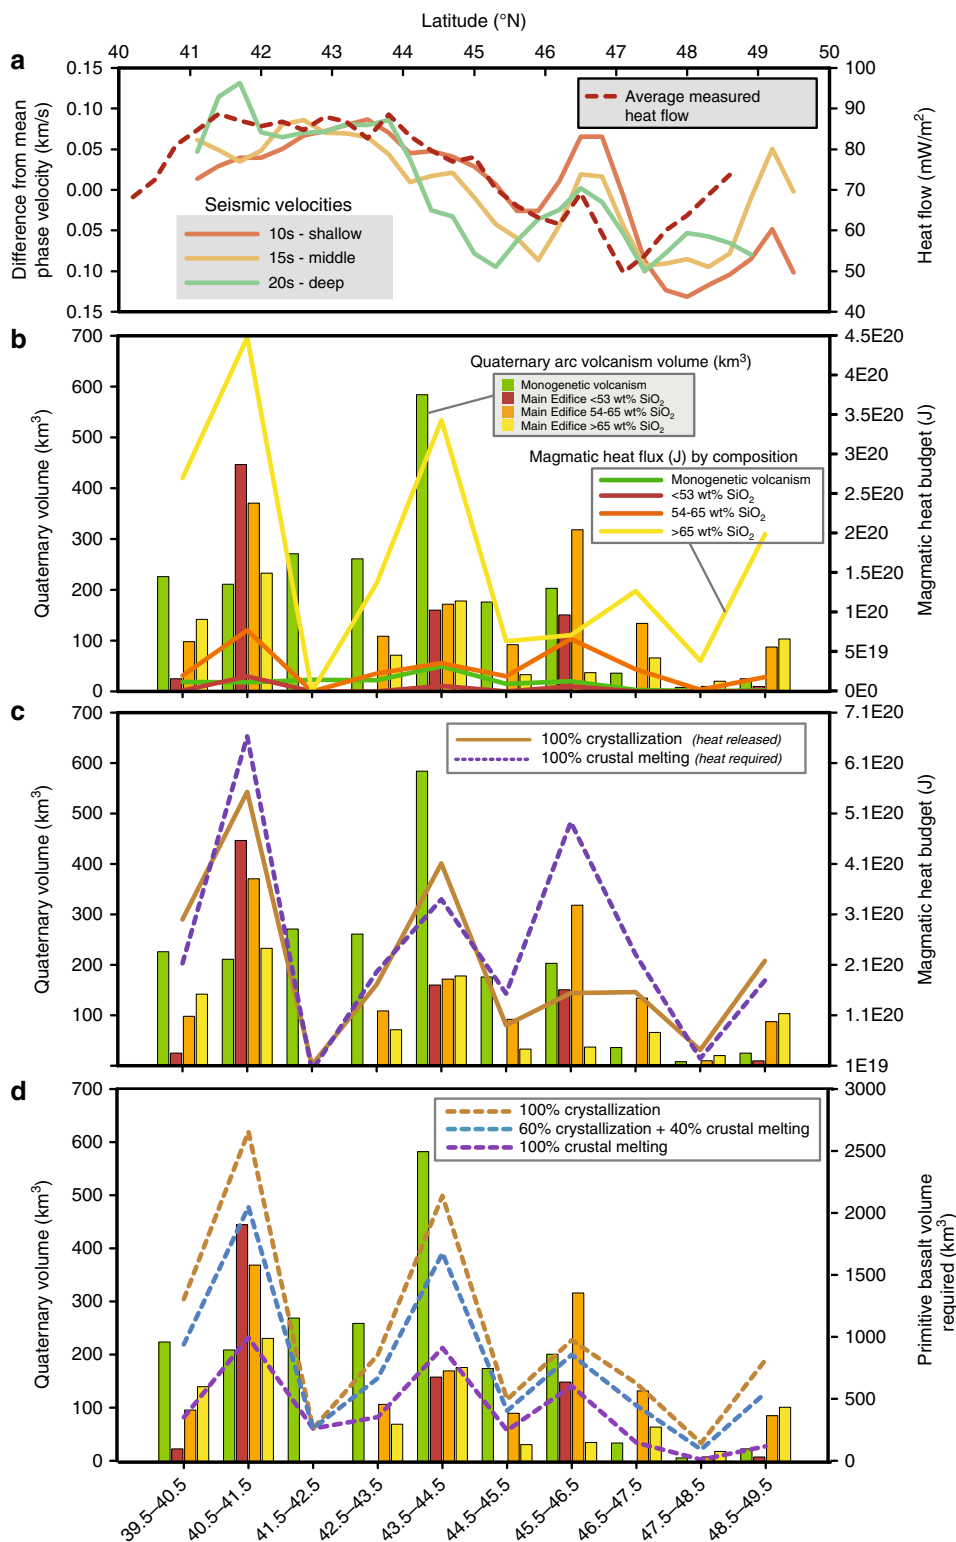 Latitude (°N)
40 41 42 43 44 45 46 47 48 49 50
a
0.15
0.10
0.05
0.00
0.05
0.10
0.15
Difference from mean
phase velocity (km/s)
100
90
80
70
60
50
40
Heat flow (mW/m²)
Average measured
heat flow
Seismic velocities
10s - shallow
15s - middle
20s - deep
b
700
600
500
400
300
200
100
0
Quaternary volume (km³)
4.5E20
4E20
3.5E20
3E20
2.5E20
2E20
1.5E20
1E20
5E19
0E0
Magmatic heat budget (J)
Quaternary arc volcanism volume (km³)
Monogenetic volcanism
Main Edifice <53 wt% SiO₂
Main Edifice 54-65 wt% SiO₂
Main Edifice >65 wt% SiO₂
Magmatic heat flux (J) by composition
Monogenetic volcanism
<53 wt% SiO₂
54-65 wt% SiO₂
>65 wt% SiO₂
c
700
600
500
400
300
200
100
Quaternary volume (km³)
7.1E20
6.1E20
5.1E20
4.1E20
3.1E20
2.1E20
1.1E20
1E19
Magmatic heat budget (J)
100% crystallization (heat released)
100% crustal melting (heat required)
d
700
600
500
400
300
200
100
0
Quaternary volume (km³)
3000
2500
2000
1500
1000
500
0
Primitive basalt volume
required (km³)
100% crystallization
60% crystallization + 40% crustal melting
100% crustal melting
39.5–40.5
40.5–41.5
41.5–42.5
42.5–43.5
43.5–44.5
44.5–45.5
45.5–46.5
46.5–47.5
47.5–48.5
48.5–49.5